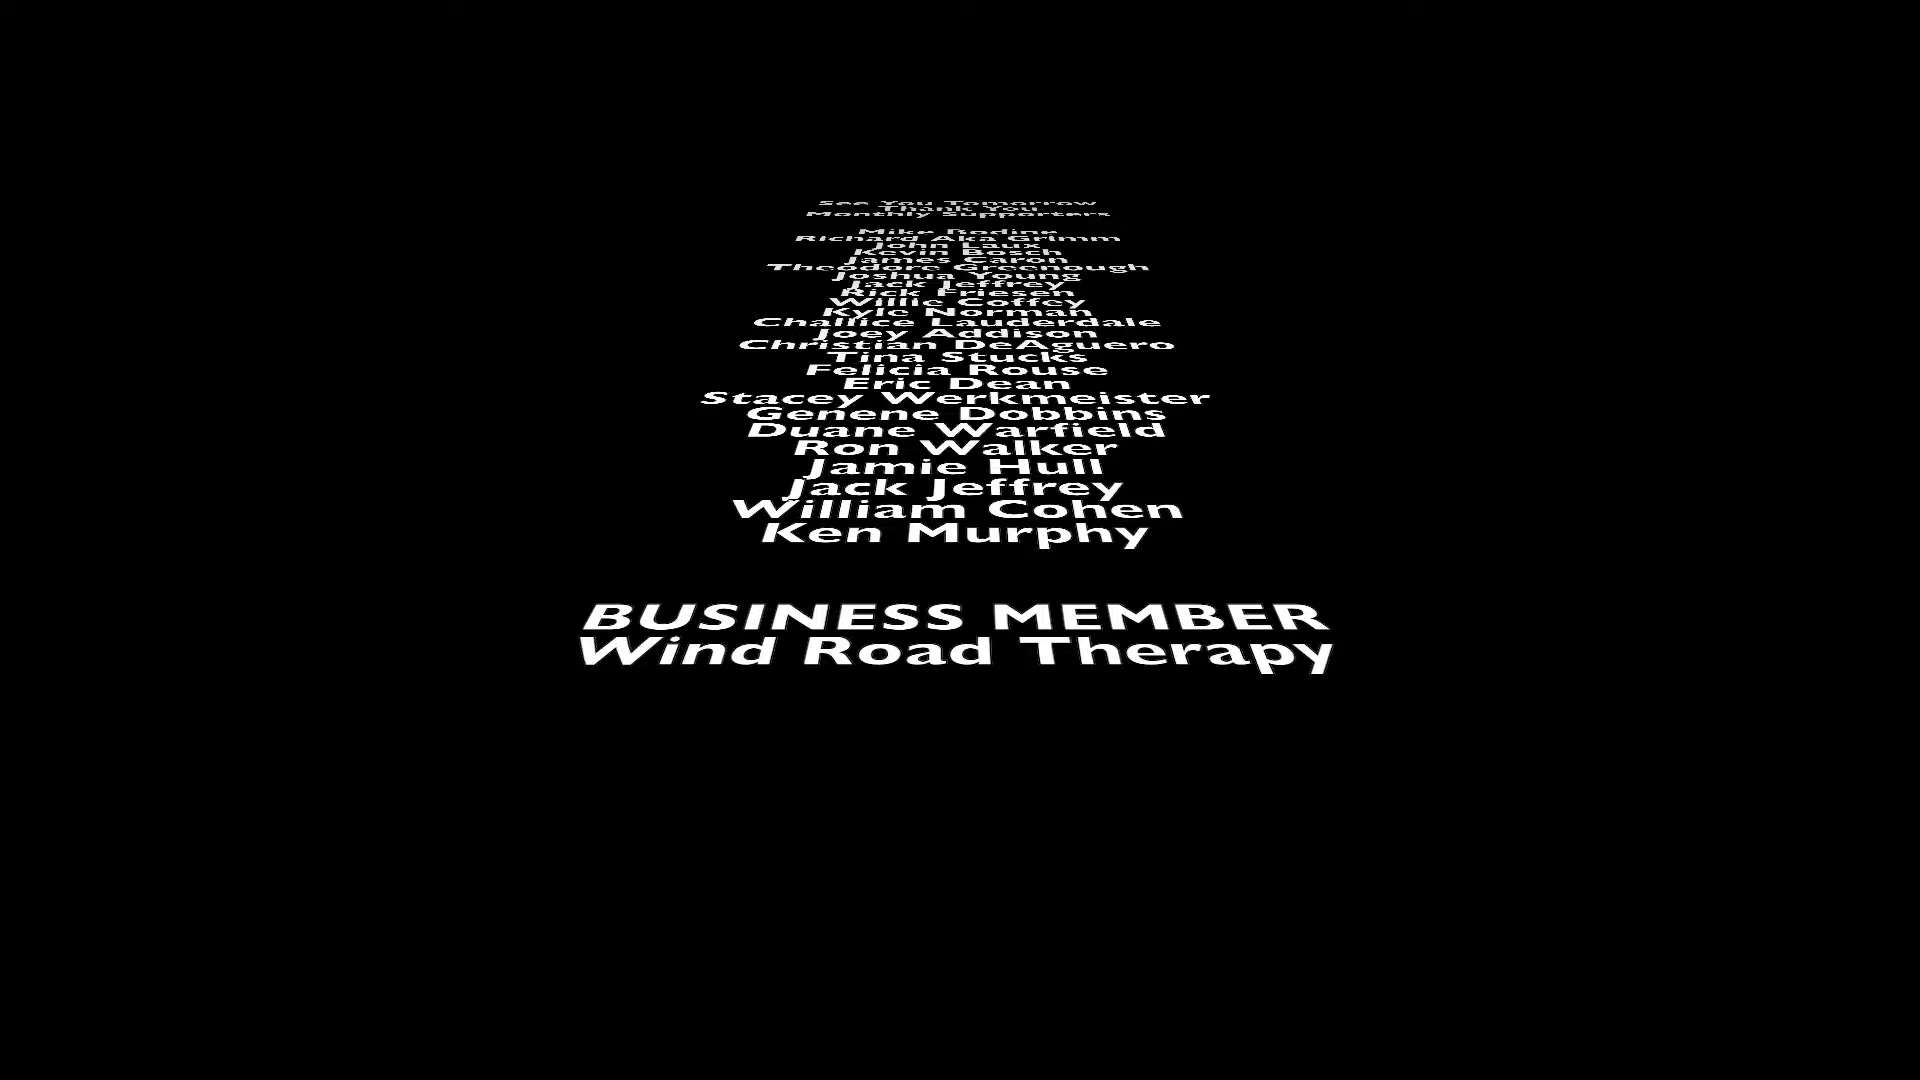 See You Tomorrow
Thank You
Monthly Supporters
Mike Rodine
Richard Aka Grimm
John Laux
Kevin Bosch
James Caron
Theodore Greenough
Joshua Young
Jack Jeffrey
Rick Friesen
Willie Coffey
Kyle Norman
Challice Lauderdale
Joey Addison
Christian DeAguero
Tina Stucks
Felicia Rouse
Eric Dean
Stacey Werkmeister
Genene Dobbins
Duane Warfield
Ron Walker
Jamie Hull
Jack Jeffrey
William Cohen
Ken Murphy
BUSINESS MEMBER
Wind Road Therapy